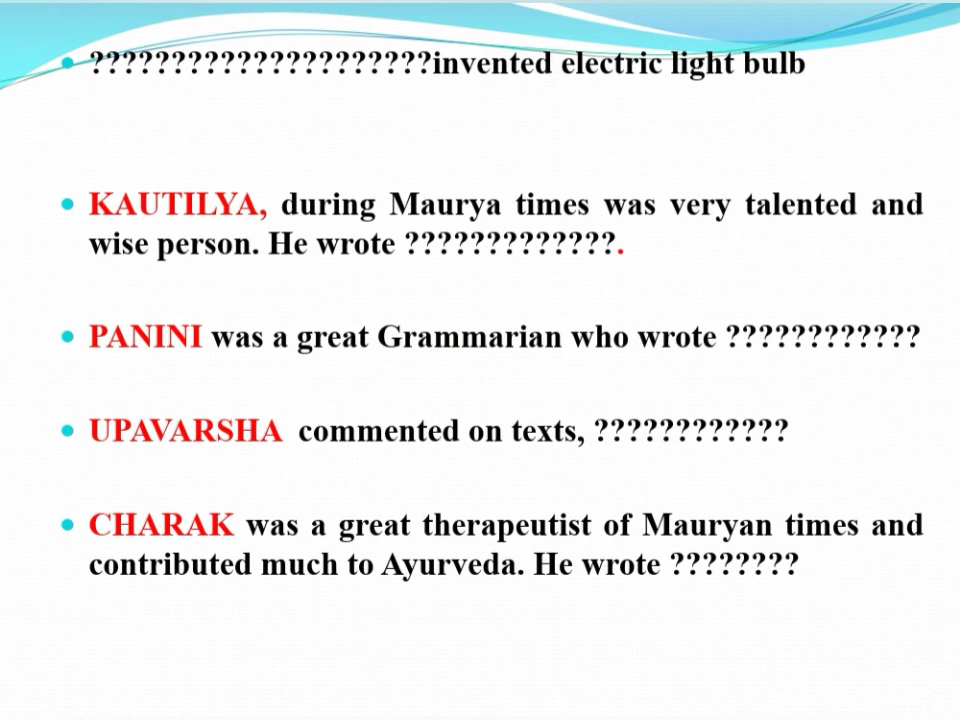 ?????????????????????invented electric light bulb
KAUTILYA, during Maurya times was very talented and
wise person. He wrote ?????????????.
PANINI was a great Grammarian who wrote ????????????
UPAVARSHA commented on texts, ????????????
CHARAK was a great therapeutist of Mauryan times and
contributed much to Ayurveda. He wrote ????????